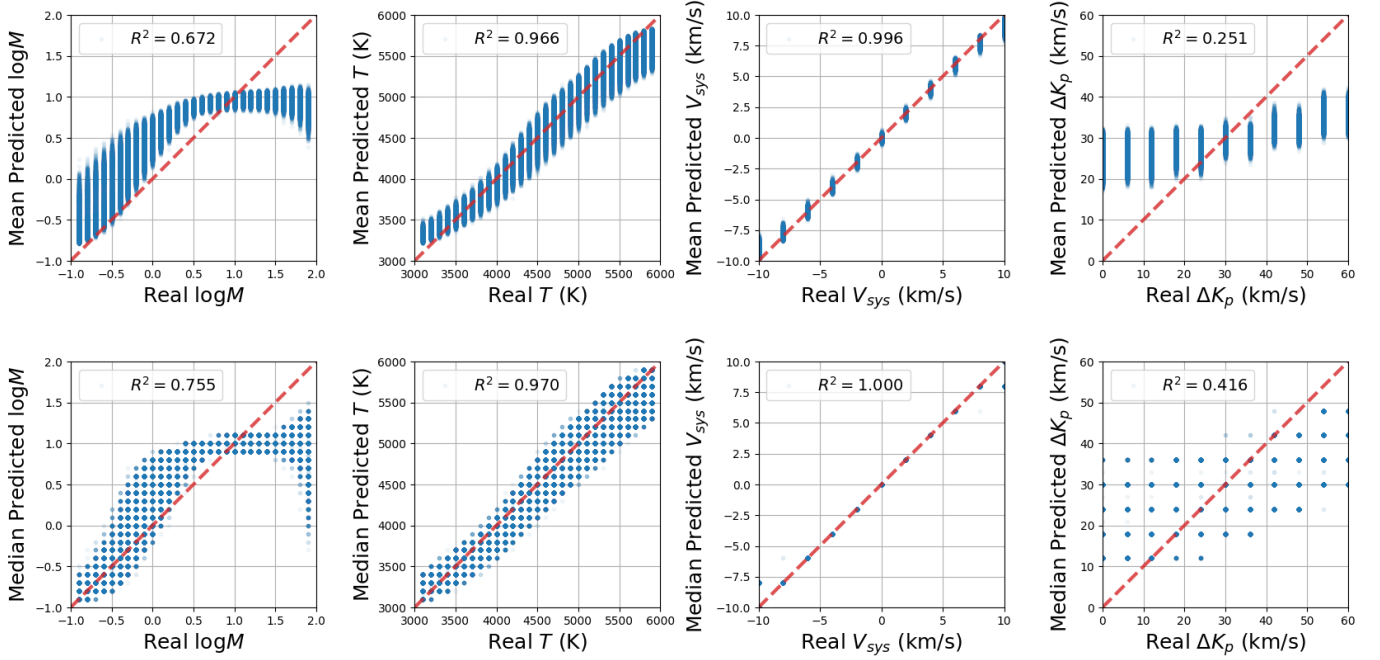 Mean Predicted logM
2.0
1.5
1.0
0.5
0.0
−0.5
−1.0
R² = 0.672
−1.0 −0.5 0.0 0.5 1.0 1.5 2.0
Real logM
Mean Predicted T (K)
6000
5500
5000
4500
4000
3500
3000
R² = 0.966
3000 3500 4000 4500 5000 5500 6000
Real T (K)
Mean Predicted V_sys (km/s)
10.0
7.5
5.0
2.5
0.0
−2.5
−5.0
−7.5
−10.0
R² = 0.996
−10 −5 0 5 10
Real V_sys (km/s)
Mean Predicted ΔK_p (km/s)
60
50
40
30
20
10
0
R² = 0.251
0 10 20 30 40 50 60
Real ΔK_p (km/s)
Median Predicted logM
2.0
1.5
1.0
0.5
0.0
−0.5
−1.0
R² = 0.755
−1.0 −0.5 0.0 0.5 1.0 1.5 2.0
Real logM
Median Predicted T (K)
6000
5500
5000
4500
4000
3500
3000
R² = 0.970
3000 3500 4000 4500 5000 5500 6000
Real T (K)
Median Predicted V_sys (km/s)
10.0
7.5
5.0
2.5
0.0
−2.5
−5.0
−7.5
−10.0
R² = 1.000
−10 −5 0 5 10
Real V_sys (km/s)
Median Predicted ΔK_p (km/s)
60
50
40
30
20
10
0
R² = 0.416
0 10 20 30 40 50 60
Real ΔK_p (km/s)